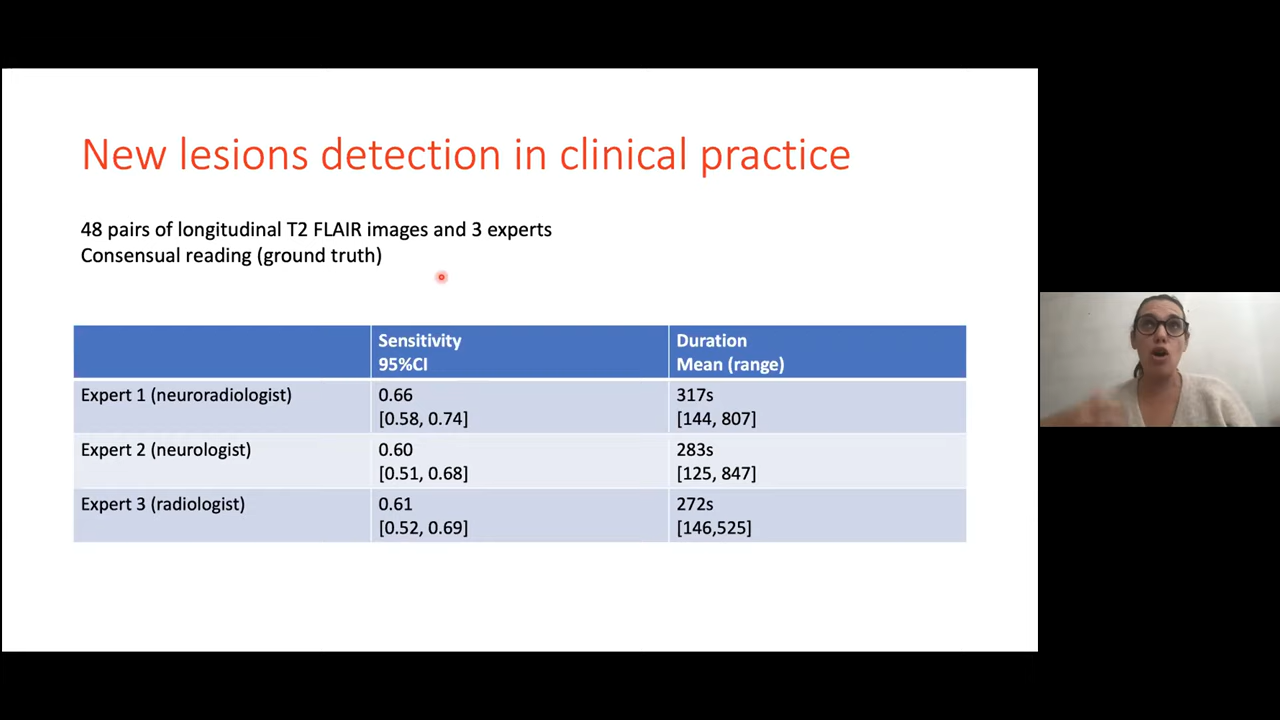 New lesions detection in clinical practice
48 pairs of longitudinal T2 FLAIR images and 3 experts
Consensual reading (ground truth)
Sensitivity
95%CI
Duration
Mean (range)
Expert 1 (neuroradiologist)
0.66
[0.58, 0.74]
317s
[144, 807]
Expert 2 (neurologist)
0.60
[0.51, 0.68]
283s
[125, 847]
Expert 3 (radiologist)
0.61
[0.52, 0.69]
272s
[146,525]